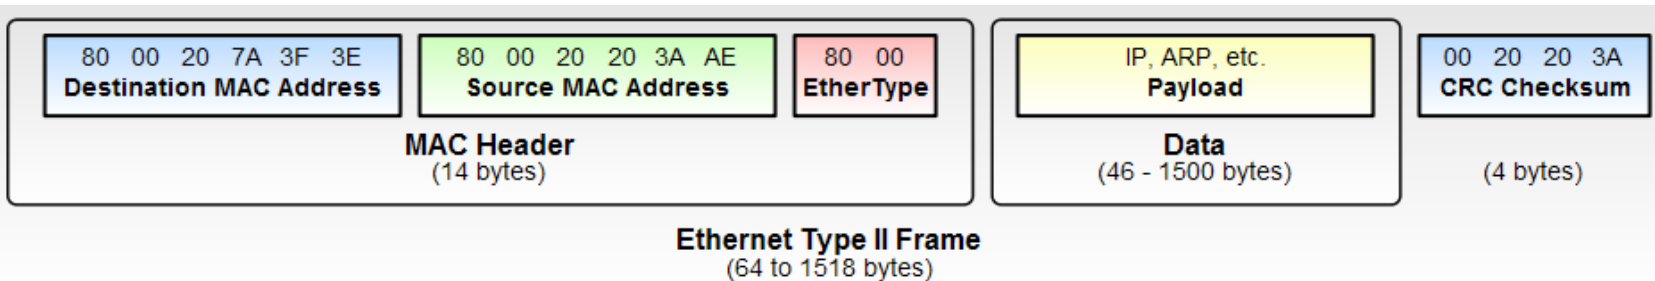 80 00 20 7A 3F 3E
Destination MAC Address
80 00 20 20 3A AE
Source MAC Address
80 00
EtherType
IP, ARP, etc.
Payload
00 20 20 3A
CRC Checksum
MAC Header
(14 bytes)
Data
(46 - 1500 bytes)
(4 bytes)
Ethernet Type II Frame
(64 to 1518 bytes)